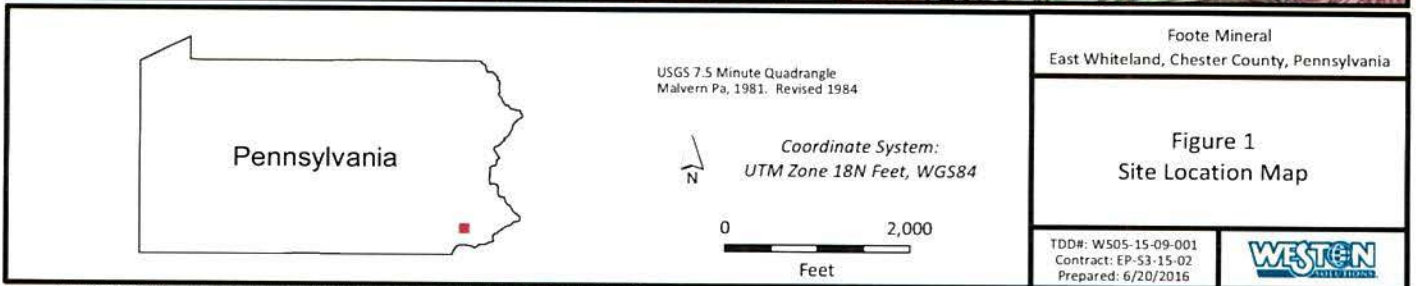 Pennsylvania
USGS 7.5 Minute Quadrangle
Malvern Pa, 1981. Revised 1984
N
Coordinate System:
UTM Zone 18N Feet, WGS84
0 2,000
Feet
Foote Mineral
East Whiteland, Chester County, Pennsylvania
Figure 1
Site Location Map
TDD#: WS05-15-09-001
Contract: EP-S3-15-02
Prepared: 6/20/2016
WESTON
SOLUTIONS